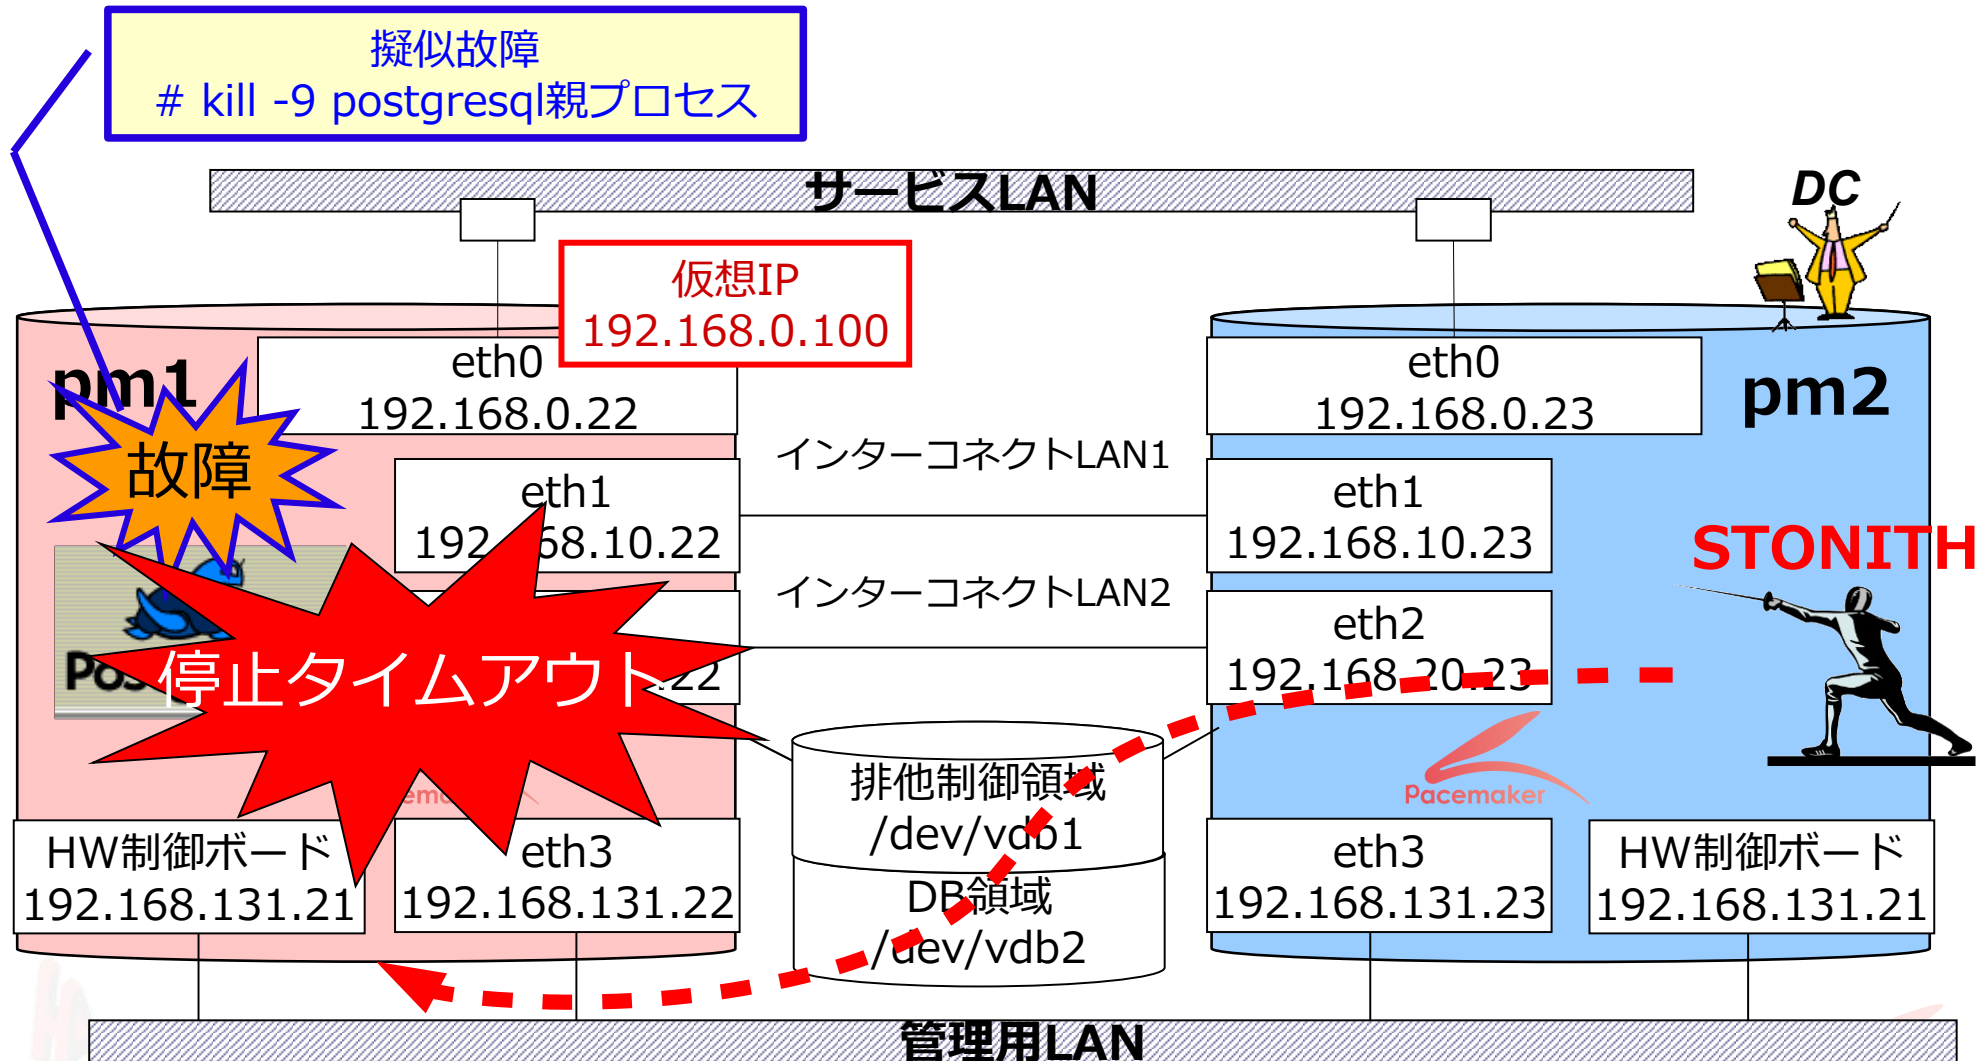 擬似故障
# kill -9 postgresql親プロセス
サービスLAN
DC
仮想IP
192.168.0.100
pm1
eth0
192.168.0.22
eth0
192.168.0.23
pm2
故障
インターコネクトLAN1
eth1
eth1
192.168.10.23
STONITH
インターコネクトLAN2
eth2
192.168.20.23
停止タイムアウト
排他制御領域
/dev/vdb1
Pacemaker
HW制御ボード
192.168.131.21
eth3
192.168.131.22
DB領域
/dev/vdb2
eth3
192.168.131.23
HW制御ボード
192.168.131.21
管理用LAN